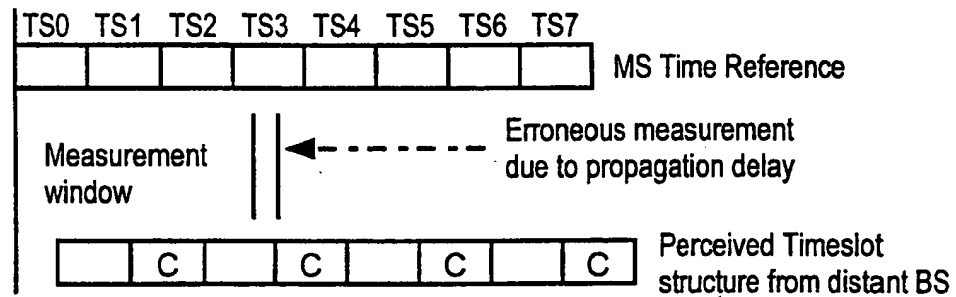 TS0 TS1 TS2 TS3 TS4 TS5 TS6 TS7
MS Time Reference
Measurement
window
Erroneous measurement
due to propagation delay
C C C C
Perceived Timeslot
structure from distant BS